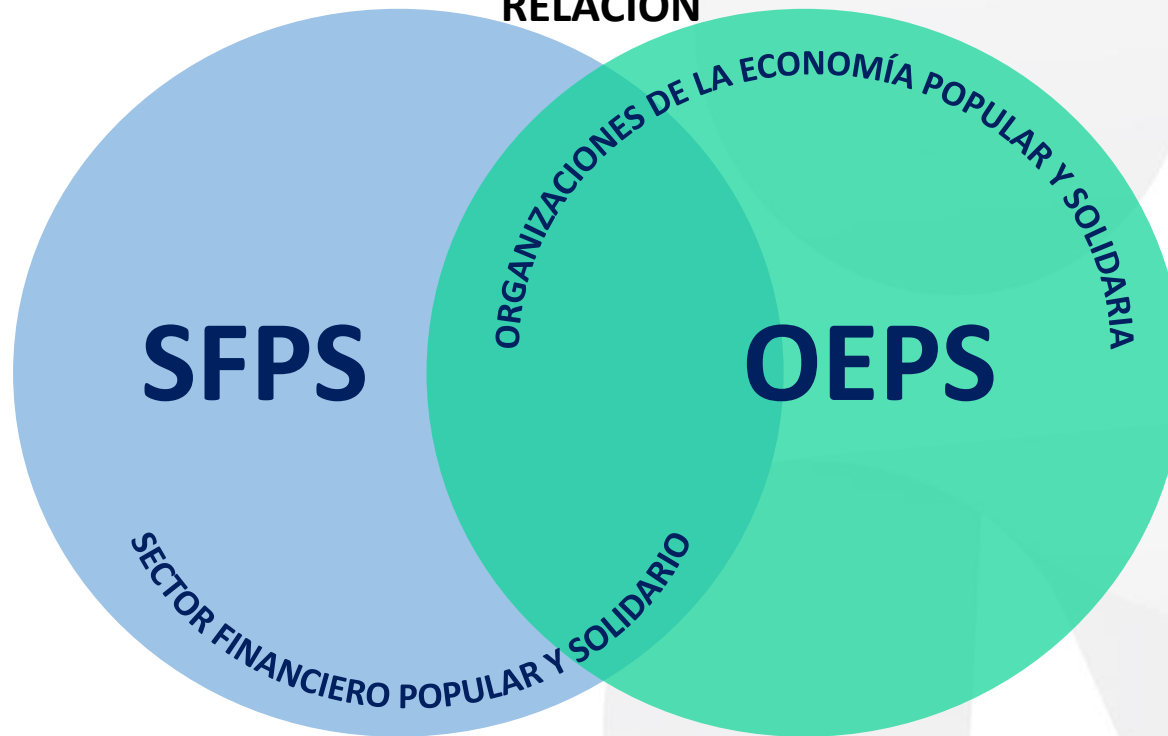 RELACIÓN
ORGANIZACIONES DE LA ECONOMÍA POPULAR Y SOLIDARIA
SFPS
OEPS
SECTOR FINANCIERO POPULAR Y SOLIDARIO